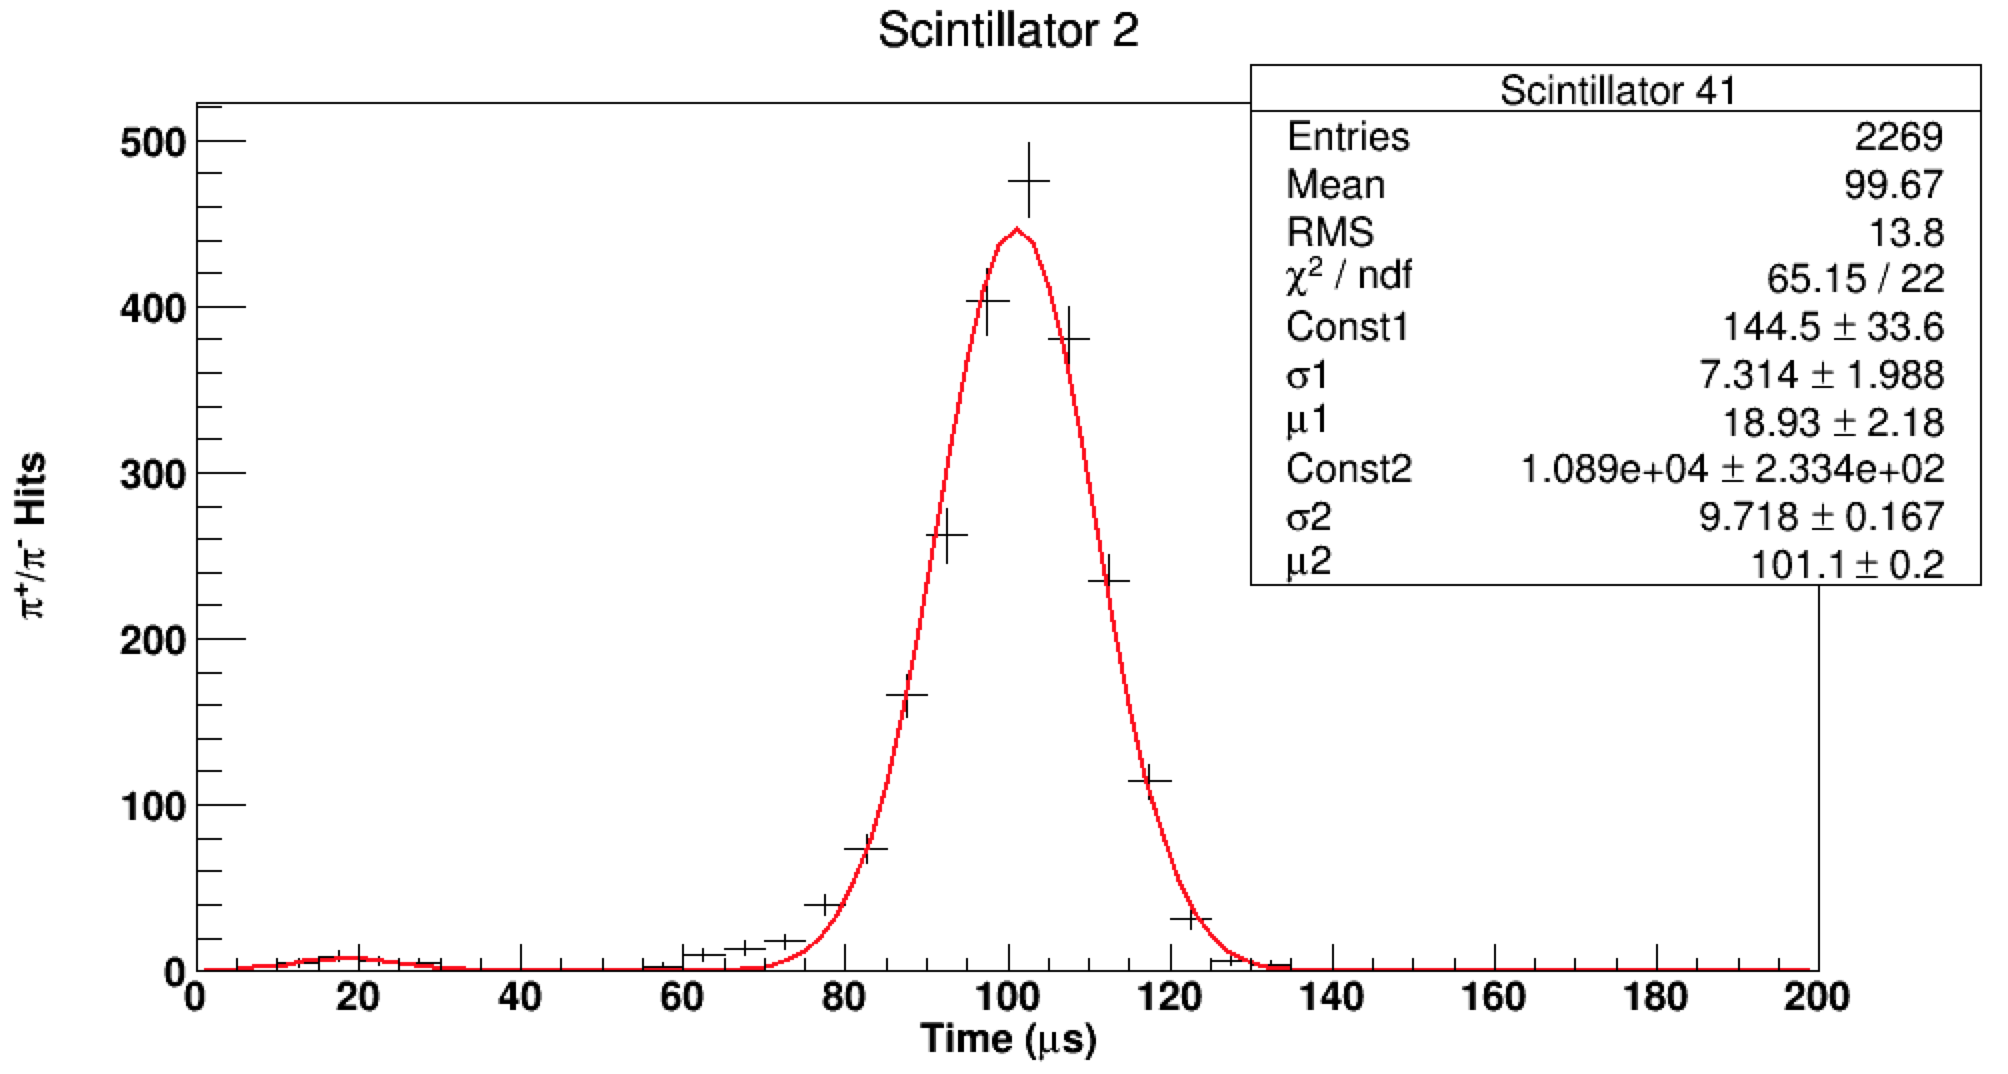 Scintillator 2
Scintillator 41
Entries 2269
Mean 99.67
RMS 13.8
χ² / ndf 65.15 / 22
Const1 144.5 ± 33.6
σ1 7.314 ± 1.988
μ1 18.93 ± 2.18
Const2 1.089e+04 ± 2.334e+02
σ2 9.718 ± 0.167
μ2 101.1 ± 0.2
π⁺/π⁻ Hits
500
400
300
200
100
0
0 20 40 60 80 100 120 140 160 180 200
Time (μs)